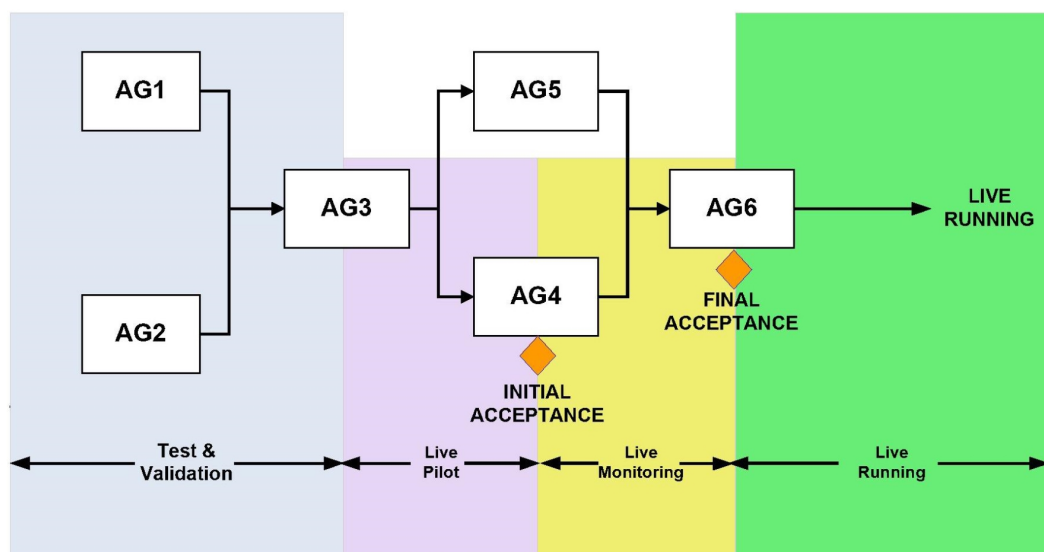 AG1
AG5
AG3
AG6
LIVE
RUNNING
AG2
AG4
FINAL
ACCEPTANCE
INITIAL
ACCEPTANCE
Test &
Validation
Live
Pilot
Live
Monitoring
Live
Running